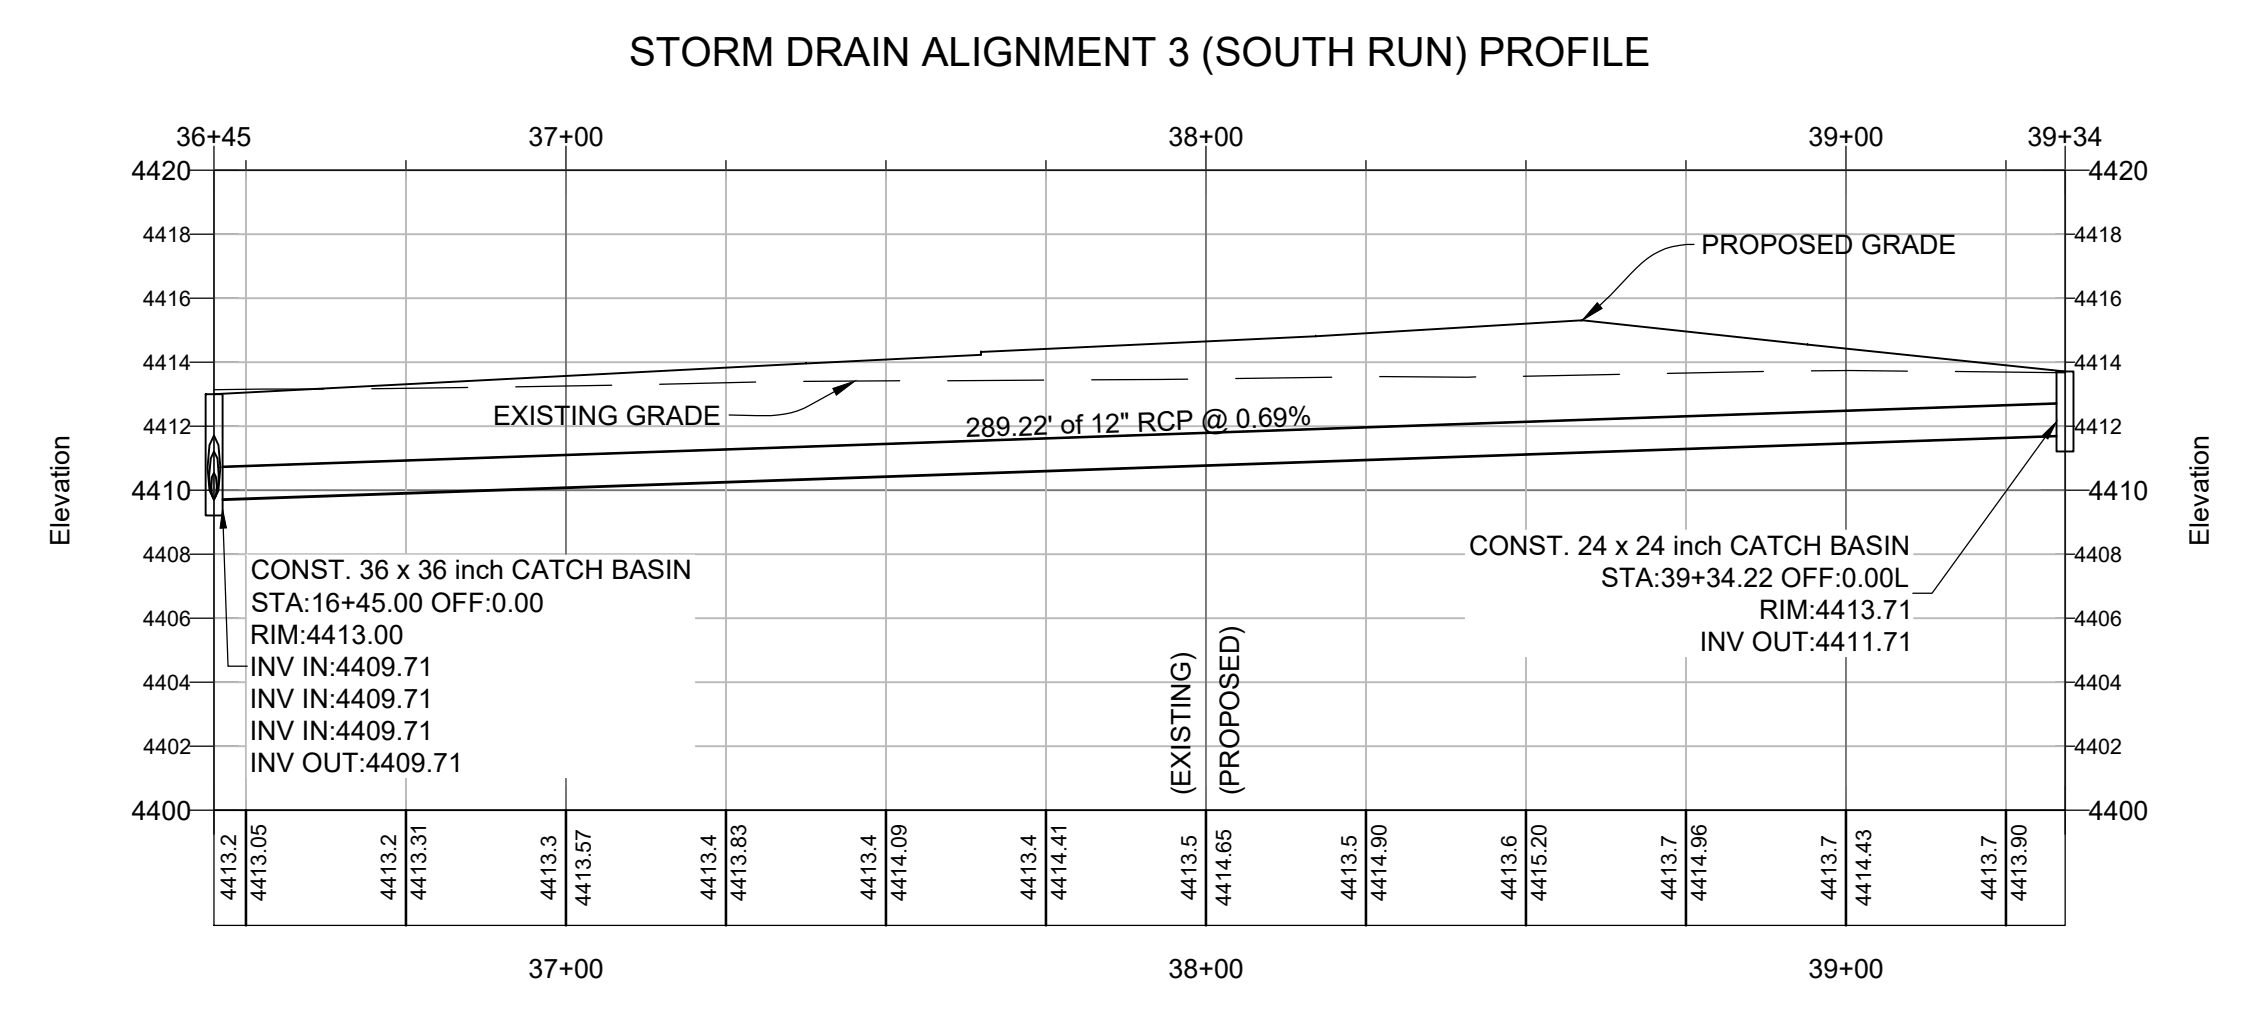 STORM DRAIN ALIGNMENT 3 (SOUTH RUN) PROFILE
36+45 37+00 38+00 39+00 39+34
4420 4420
4418 4418
PROPOSED GRADE
4416 4416
4414 4414
EXISTING GRADE
289.22' of 12" RCP @ 0.69%
4412 4412
4410 4410
Elevation
Elevation
4408 4408
CONST. 36 x 36 inch CATCH BASIN
STA:16+45.00 OFF:0.00
RIM:4413.00
INV IN:4409.71
INV IN:4409.71
INV IN:4409.71
INV OUT:4409.71
CONST. 24 x 24 inch CATCH BASIN
STA:39+34.22 OFF:0.00L
RIM:4413.71
INV OUT:4411.71
4406 4406
4404 4404
4402 4402
(EXISTING)
(PROPOSED)
4400 4400
4413.2
4413.05
4413.2
4413.31
4413.3
4413.57
4413.4
4413.83
4413.4
4414.09
4413.4
4414.41
4413.5
4414.65
4413.5
4414.90
4413.6
4415.20
4413.7
4414.96
4413.7
4414.43
4413.7
4413.90
37+00 38+00 39+00